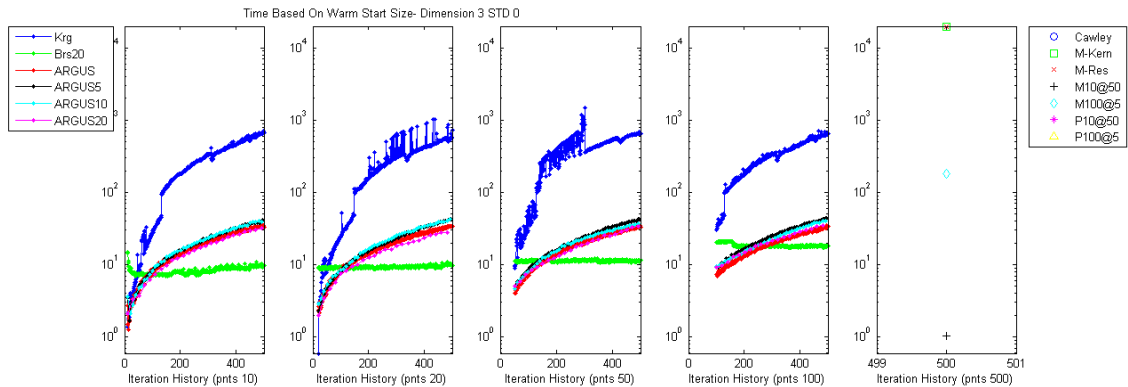 Time Based On Warm Start Size- Dimension 3 STD 0
Krg
Brs20
ARGUS
ARGUS5
ARGUS10
ARGUS20
10^4
10^3
10^2
10^1
10^0
0 200 400
Iteration History (pnts 10)
10^4
10^3
10^2
10^1
10^0
0 200 400
Iteration History (pnts 20)
10^4
10^3
10^2
10^1
10^0
0 200 400
Iteration History (pnts 50)
10^4
10^3
10^2
10^1
10^0
0 200 400
Iteration History (pnts 100)
10^4
10^3
10^2
10^1
10^0
499 500 501
Iteration History (pnts 500)
Cawley
M-Kern
M-Res
M10@50
M100@5
P10@50
P100@5